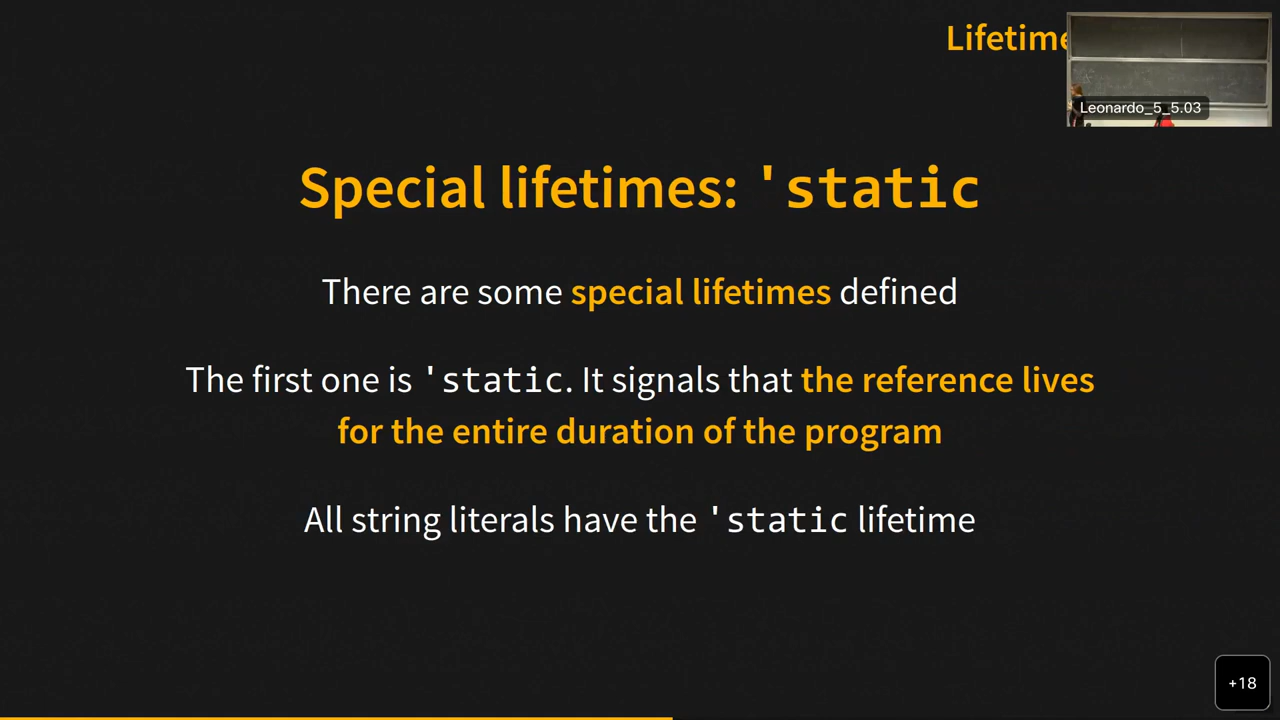 Lifetime
Leonardo_5_5.03
Special lifetimes: 'static
There are some special lifetimes defined
The first one is 'static. It signals that the reference lives
for the entire duration of the program
All string literals have the 'static lifetime
+18